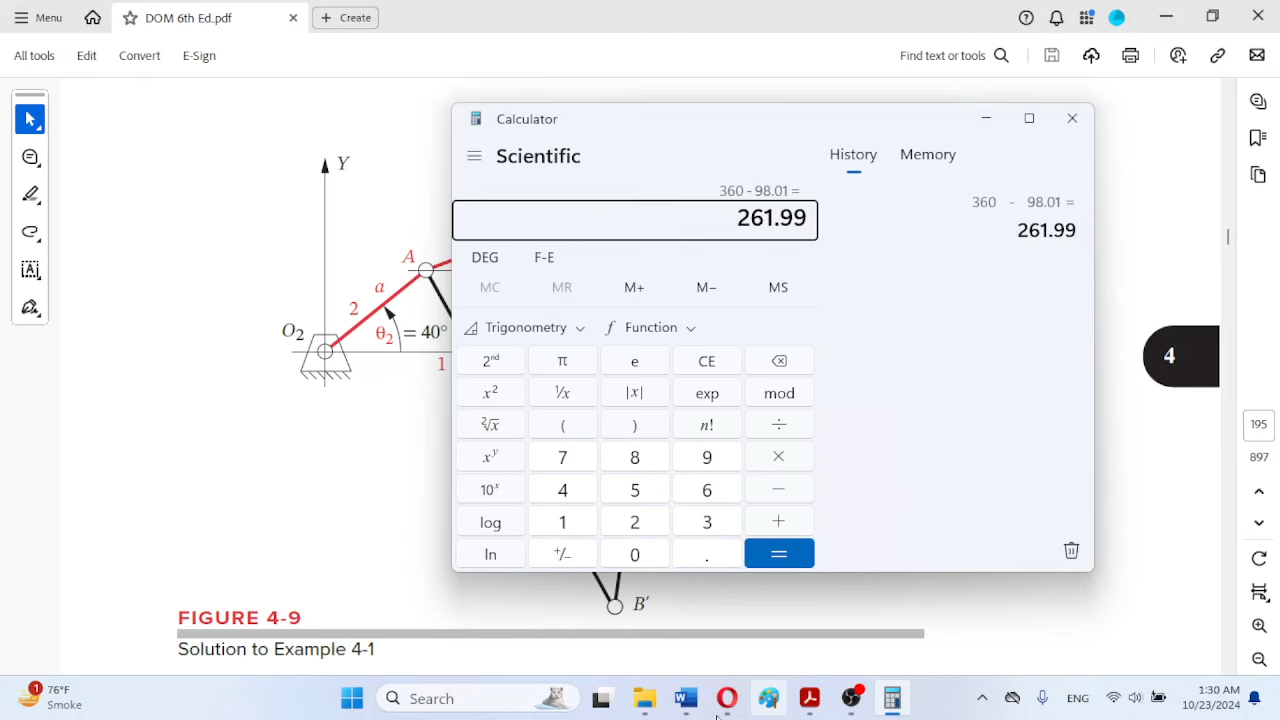 Menu
DOM 6th Ed.pdf
Create
All tools
Edit
Convert
E-Sign
Find text or tools
Y
A
a
2
O2
θ2 = 40°
1
B′
FIGURE 4-9
Solution to Example 4-1
Calculator
Scientific
360 - 98.01 =
261.99
DEG
F-E
MC
MR
M+
M−
MS
Trigonometry
f Function
2nd
π
e
CE
x2
1/x
|x|
exp
mod
2√x
(
)
n!
÷
xy
7
8
9
×
10x
4
5
6
−
log
1
2
3
+
ln
+/−
0
.
=
History
Memory
360 - 98.01 =
261.99
4
195
897
1
76°F
Smoke
Search
ENG
1:30 AM
10/23/2024